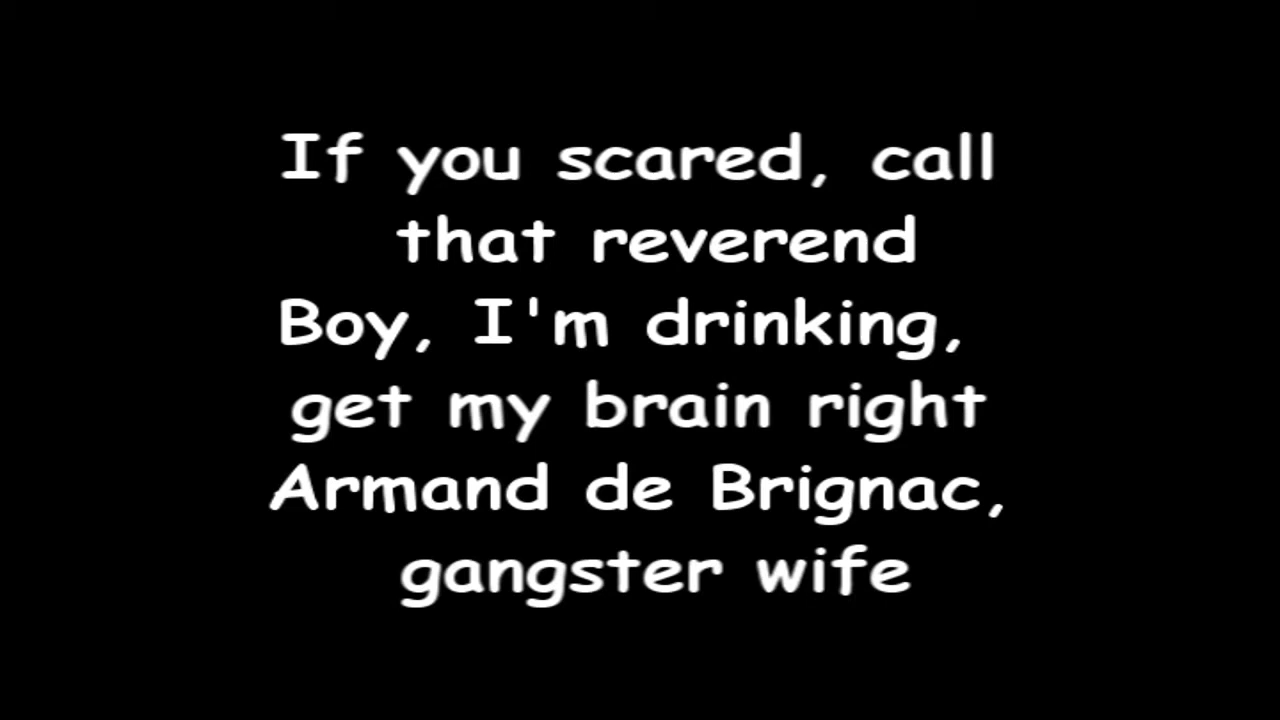 If you scared, call
that reverend
Boy, I'm drinking,
get my brain right
Armand de Brignac,
gangster wife